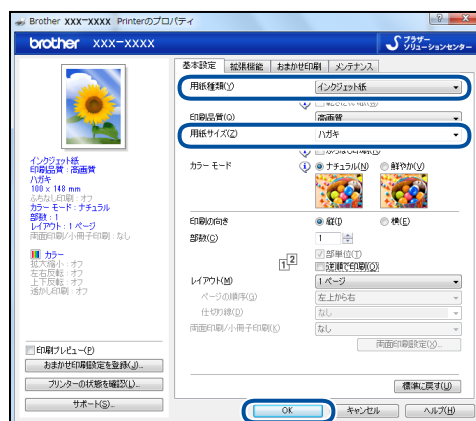 Brother XXX-XXXX Printerのプロパティ
brother XXX-XXXX
ブラザー
ソリューションセンター
基本設定 拡張機能 おまかせ印刷 メンテナンス
用紙種類(Y) インクジェット紙
印刷品質(Q) 高画質
用紙サイズ(Z) ハガキ
カラー モード ナチュラル(N) 鮮やか(V)
印刷の向き 縦(I) 横(E)
部数(C) 1
部単位(T)
1 2
逆順で印刷(O)
レイアウト(M) 1 ページ
ページの順序(G) 左上から右
仕切り線(D) なし
両面印刷/小冊子印刷(K) なし
両面印刷設定(X)...
インクジェット紙
印刷品質 : 高画質
ハガキ
100 x 148 mm
ふちなし印刷 : オフ
カラー モード : ナチュラル
部数 : 1
レイアウト : 1 ページ
両面印刷/小冊子印刷 : なし
カラー
拡大縮小 : オフ
左右反転 : オフ
上下反転 : オフ
透かし印刷 : オフ
印刷プレビュー(P)
おまかせ印刷設定を登録(J)...
プリンターの状態を確認(L)...
サポート(S)...
標準に戻す(U)
OK キャンセル ヘルプ(H)